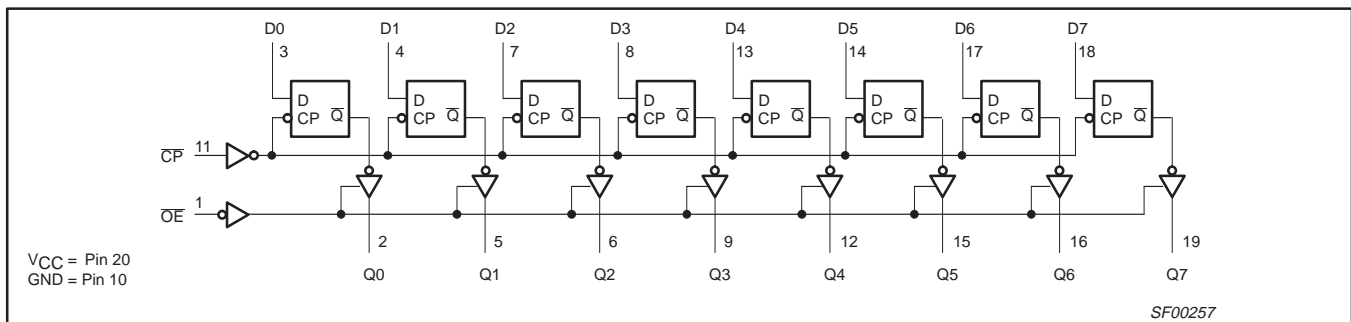 D0 D1 D2 D3 D4 D5 D6 D7
3 4 7 8 13 14 17 18
D Q̅ D Q̅ D Q̅ D Q̅ D Q̅ D Q̅ D Q̅ D Q̅
CP CP CP CP CP CP CP CP
C̅P̅ 11
O̅E̅ 1
2 5 6 9 12 15 16 19
VCC = Pin 20
GND = Pin 10
Q0 Q1 Q2 Q3 Q4 Q5 Q6 Q7
SF00257